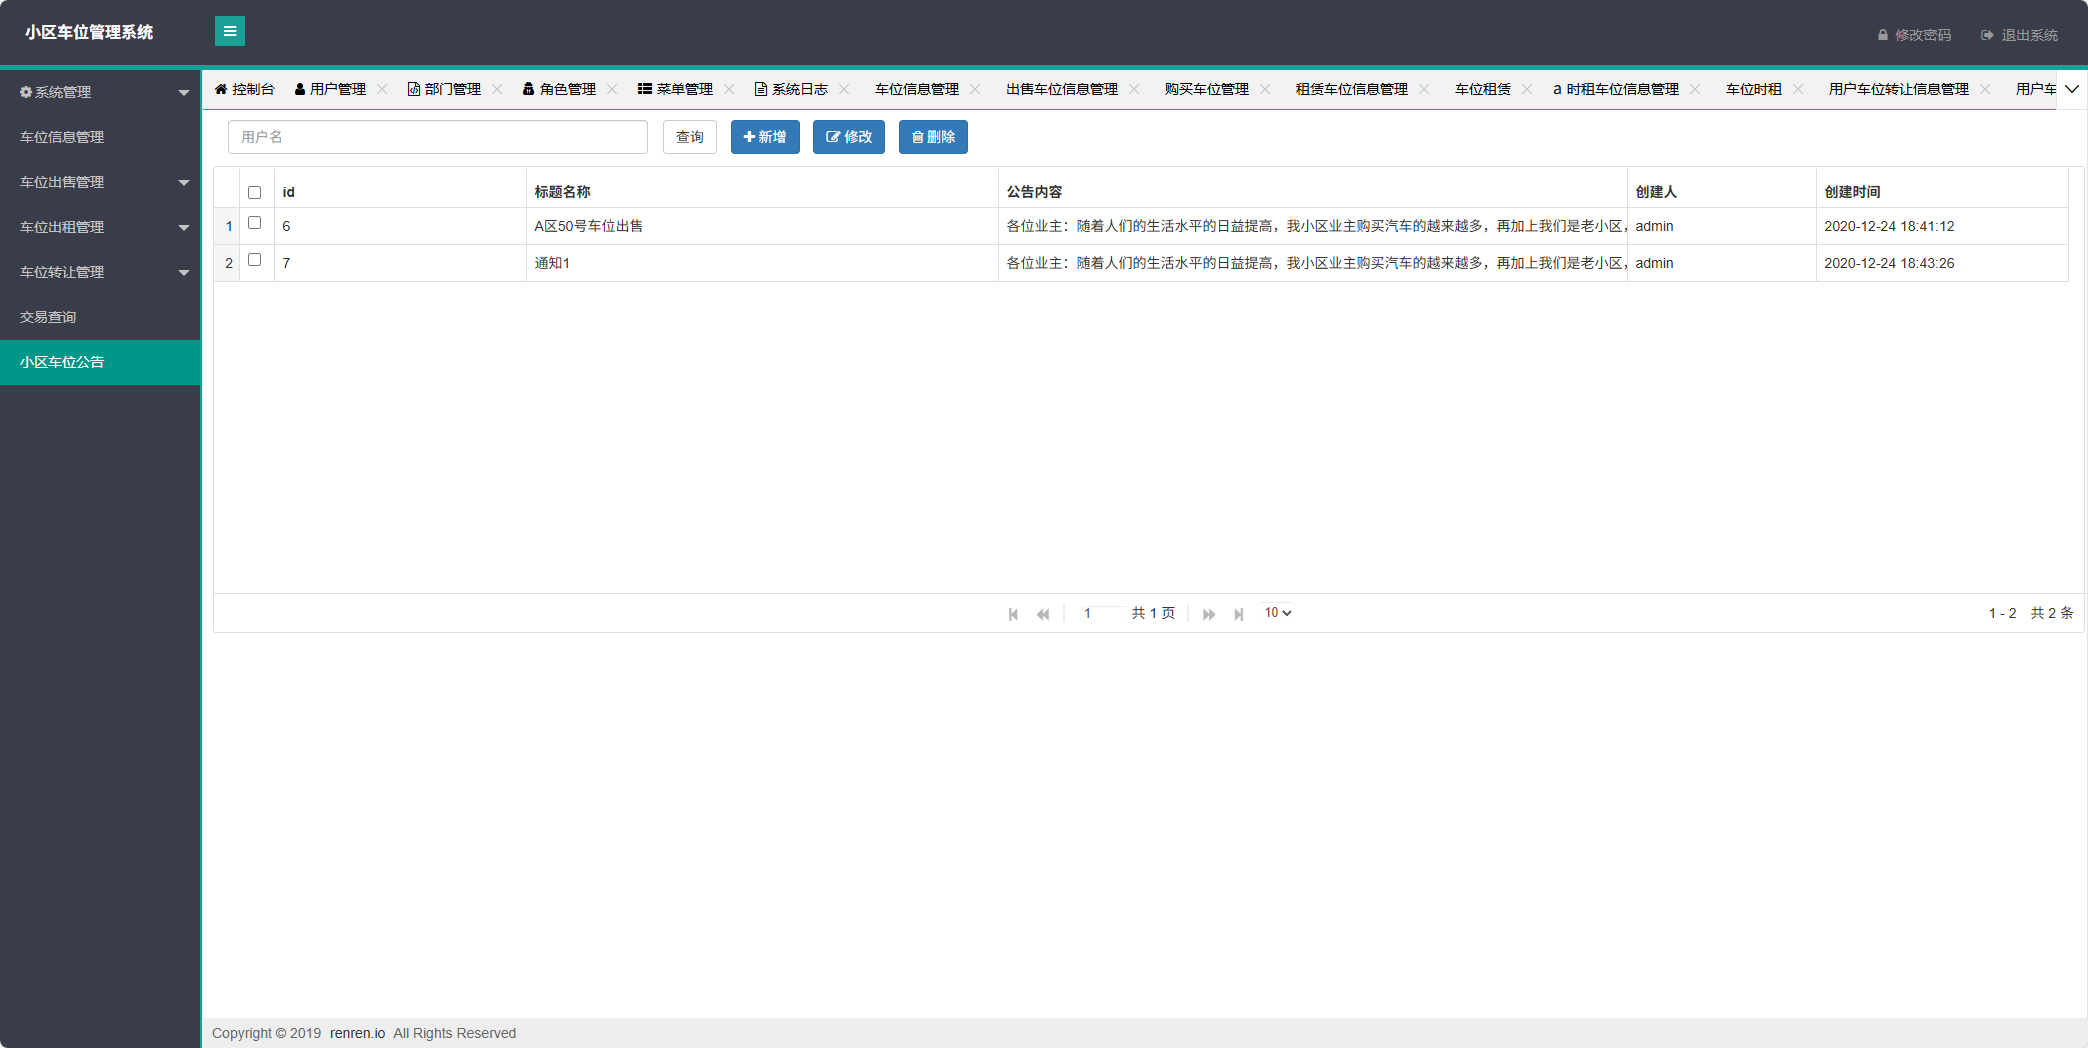 小区车位管理系统
修改密码 退出系统
系统管理
车位信息管理
车位出售管理
车位出租管理
车位转让管理
交易查询
小区车位公告
控制台 用户管理 部门管理 角色管理 菜单管理 系统日志 车位信息管理 出售车位信息管理 购买车位管理 租赁车位信息管理 车位租赁 a 时租车位信息管理 车位时租 用户车位转让信息管理 用户车
用户名 查询 新增 修改 删除
id 标题名称 公告内容 创建人 创建时间
1 6 A区50号车位出售 各位业主：随着人们的生活水平的日益提高，我小区业主购买汽车的越来越多，再加上我们是老小区， admin 2020-12-24 18:41:12
2 7 通知1 各位业主：随着人们的生活水平的日益提高，我小区业主购买汽车的越来越多，再加上我们是老小区， admin 2020-12-24 18:43:26
1 共 1 页 10 1 - 2 共 2 条
Copyright © 2019 renren.io All Rights Reserved